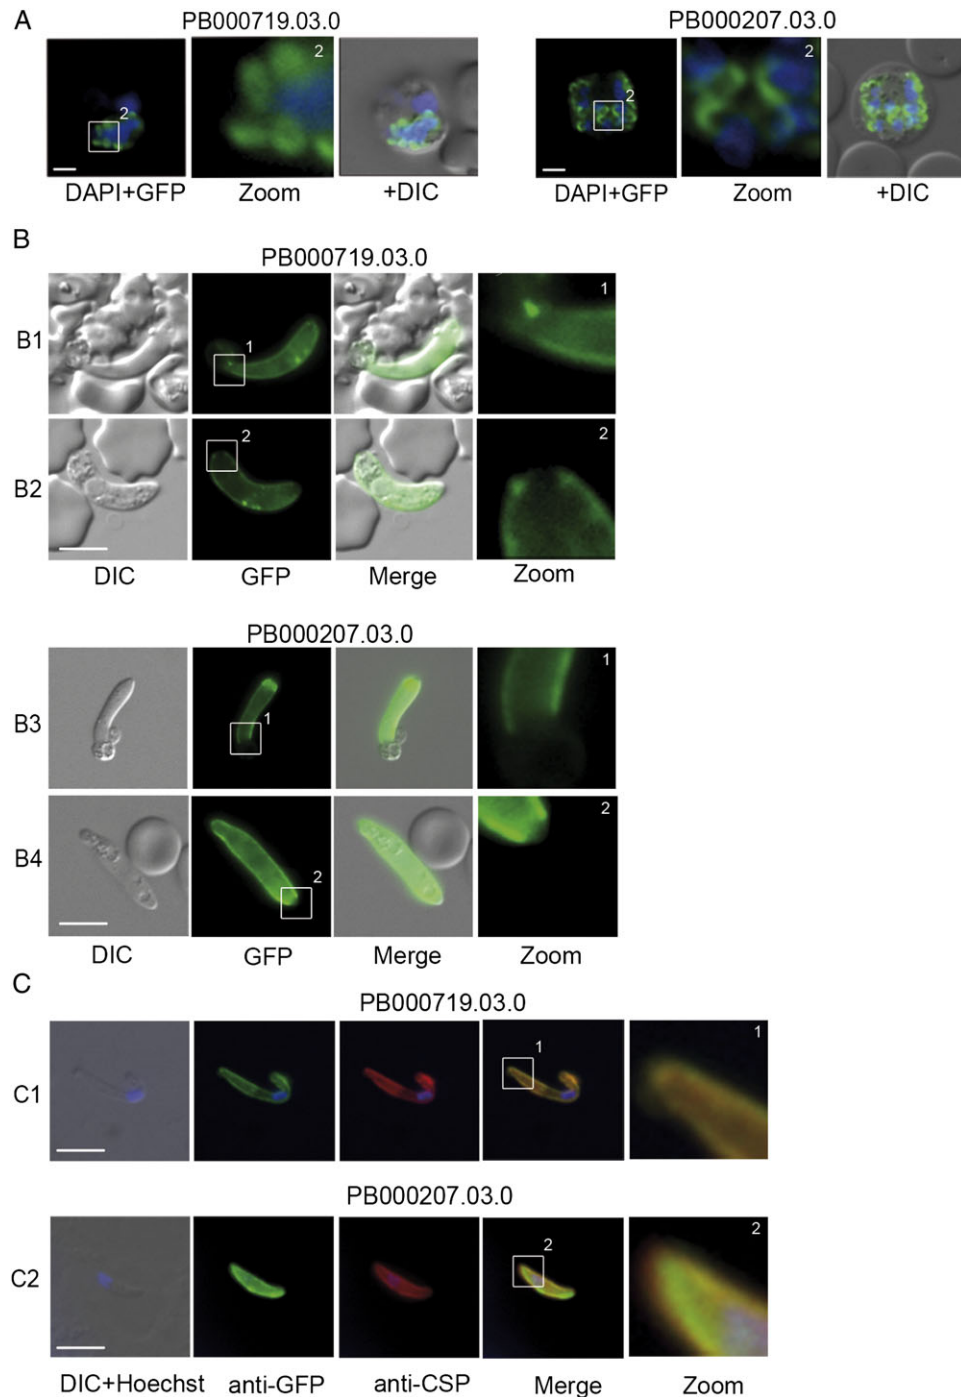 A
PB000719.03.0 PB000207.03.0
2 2 2 2
DAPI+GFP Zoom +DIC DAPI+GFP Zoom +DIC
B
PB000719.03.0
B1 1 1
B2 2 2
DIC GFP Merge Zoom
PB000207.03.0
B3 1 1
B4 2 2
DIC GFP Merge Zoom
C
PB000719.03.0
C1 1 1
PB000207.03.0
C2 2 2
DIC+Hoechst anti-GFP anti-CSP Merge Zoom